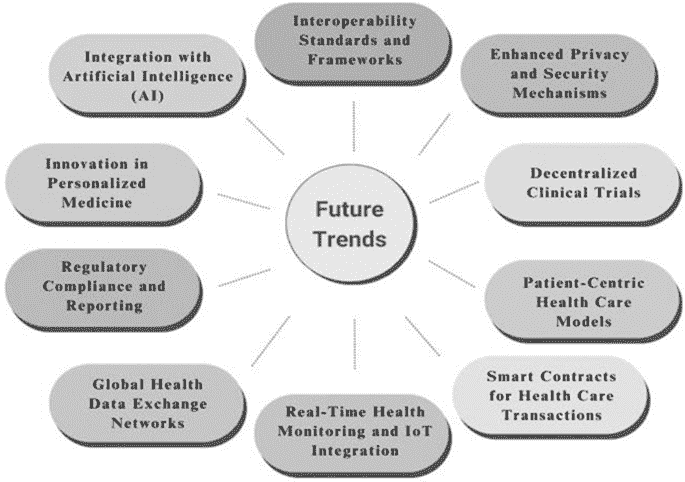 Interoperability
Standards and
Frameworks
Enhanced Privacy
and Security
Mechanisms
Decentralized
Clinical Trials
Patient-Centric
Health Care
Models
Smart Contracts
for Health Care
Transactions
Real-Time Health
Monitoring and IoT
Integration
Global Health
Data Exchange
Networks
Regulatory
Compliance and
Reporting
Innovation in
Personalized
Medicine
Integration with
Artificial Intelligence
(AI)
Future
Trends